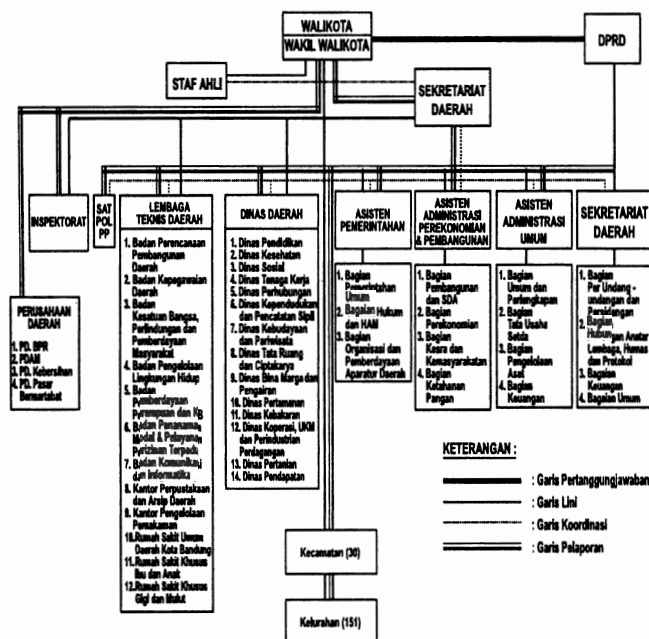 WALIKOTA
WAKIL WALIKOTA
DPRD
STAF AHLI
SEKRETARIAT
DAERAH
INSPEKTORAT
SAT
POL
PP
LEMBAGA
TEKNIS DAERAH
1. Badan Perencanaan
Pembangunan
Daerah
2. Badan Kepegawaian
Daerah
3. Badan
Kesatuan Bangsa,
Perlindungan dan
Pemberdayaan
Masyarakat
4. Badan Pengelolaan
Lingkungan Hidup
5. Badan
Pemberdayaan
Perempuan dan KB
6. Badan Penanaman
Modal & Pelayanan
Perizinan Terpadu
7. Badan Komunikasi
dan Informatika
8. Kantor Perpustakaan
dan Arsip Daerah
9. Kantor Pengelolaan
Pemakaman
10. Rumah Sakit Umum
Daerah Kota Bandung
11. Rumah Sakit Khusus
Ibu dan Anak
12. Rumah Sakit Khusus
Gigi dan Mulut
DINAS DAERAH
1. Dinas Pendidikan
2. Dinas Kesehatan
3. Dinas Sosial
4. Dinas Tenaga Kerja
5. Dinas Perhubungan
6. Dinas Kependudukan
dan Pencatatan Sipil
7. Dinas Kebudayaan
dan Pariwisata
8. Dinas Tata Ruang
dan Ciptakarya
9. Dinas Bina Marga dan
Pengairan
10. Dinas Pertamanan
11. Dinas Kebakaran
12. Dinas Koperasi, UKM
dan Perindustrian
Perdagangan
13. Dinas Pertanian
14. Dinas Pendapatan
ASISTEN
PEMERINTAHAN
1. Bagian
Pemerintahan
Umum
2. Bagaian Hukum
dan HAM
3. Bagian
Organisasi dan
Pemberdayaan
Aparatur Daerah
ASISTEN
ADMINISTRASI
PEREKONOMIAN
& PEMBANGUNAN
1. Bagian
Pembangunan
dan SDA
2. Bagian
Perekonomian
3. Bagian
Kesra dan
Kemasyarakatan
4. Bagian
Katahanan
Pangan
ASISTEN
ADMINISTRASI
UMUM
1. Bagian
Umum dan
Perlengkapan
2. Bagian
Tata Usaha
Setda
3. Bagian
Pengelolaan
Aset
4. Bagian
Keuangan
SEKRETARIAT
DAERAH
1. Bagian
Per Undang -
undangan dan
Persidangan
2. Bagian
Hubungan Anatar
Lembaga, Humas
dan Protokol
3. Bagian
Keuangan
4. Bagaian Umum
PERUSAHAAN
DAERAH
1. PD. BPR
2. PDAM
3. PD. Kebersihan
4. PD. Pasar
Bermartabat
KETERANGAN :
: Garis Pertanggungjawaban
: Garis Lini
: Garis Koordinasi
: Garis Pelaporan
Kecamatan (30)
Kelurahan (151)